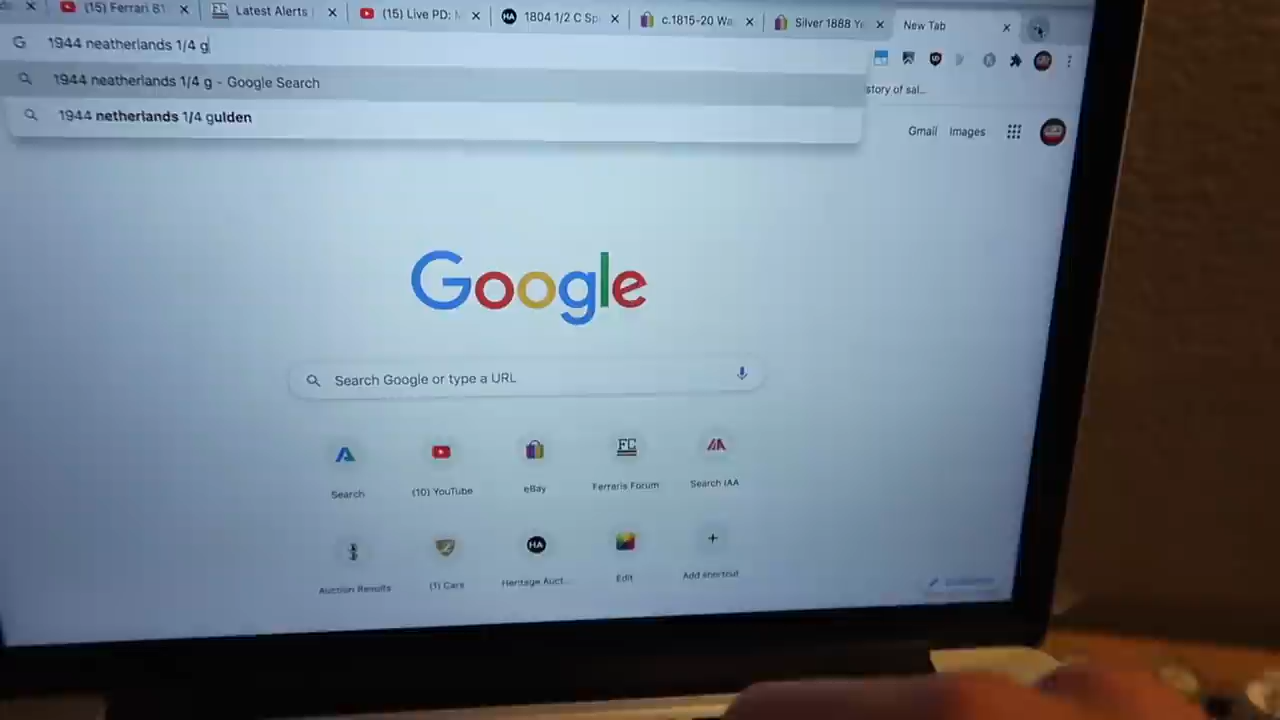 (15) Ferrari 81
Latest Alerts
(15) Live PD:
HA 1804 1/2 C Sp
c.1815-20 Wa
Silver 1888 Ye
New Tab
1944 neatherlands 1/4 g
1944 neatherlands 1/4 g - Google Search
story of sal...
1944 netherlands 1/4 gulden
Gmail Images
Google
Search Google or type a URL
FC
Search
(10) YouTube
eBay
Ferraris Forum
Search IAA
HA
Auction Results
(1) Cars
Heritage Auct...
Edit
Add shortcut